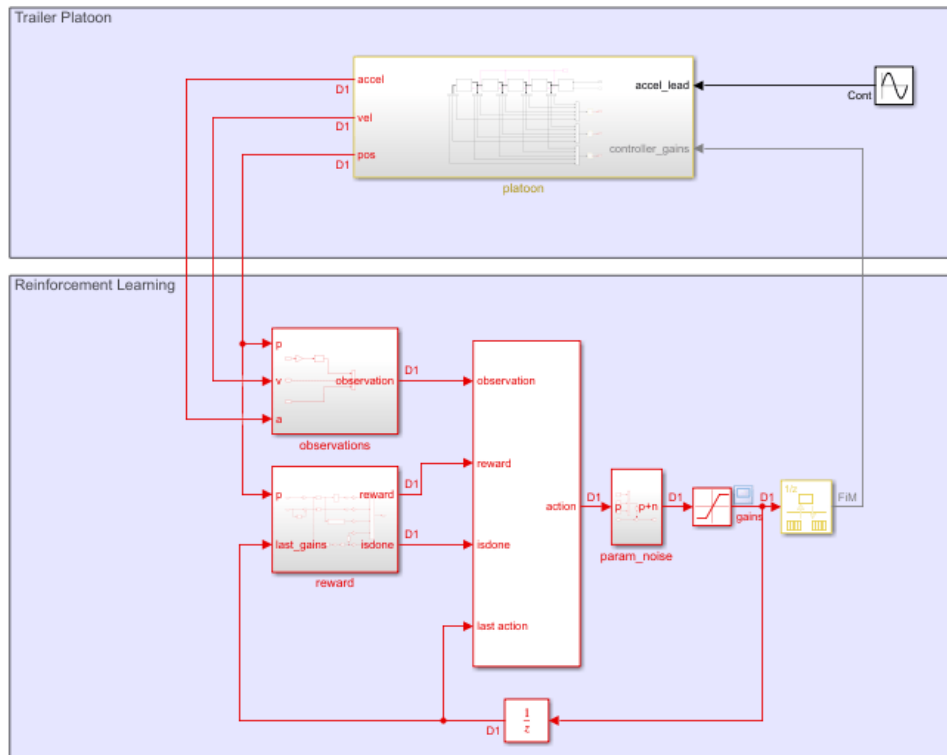 Trailer Platoon
accel
D1
vel
D1
pos
D1
accel_lead
controller_gains
platoon
Cont
Reinforcement Learning
p
v
a
observation
D1
observations
p
last_gains
reward
D1
isdone
D1
reward
observation
reward
isdone
last action
action
D1
p
p+n
param_noise
D1
gains
D1
1/z
FiM
1
z
D1